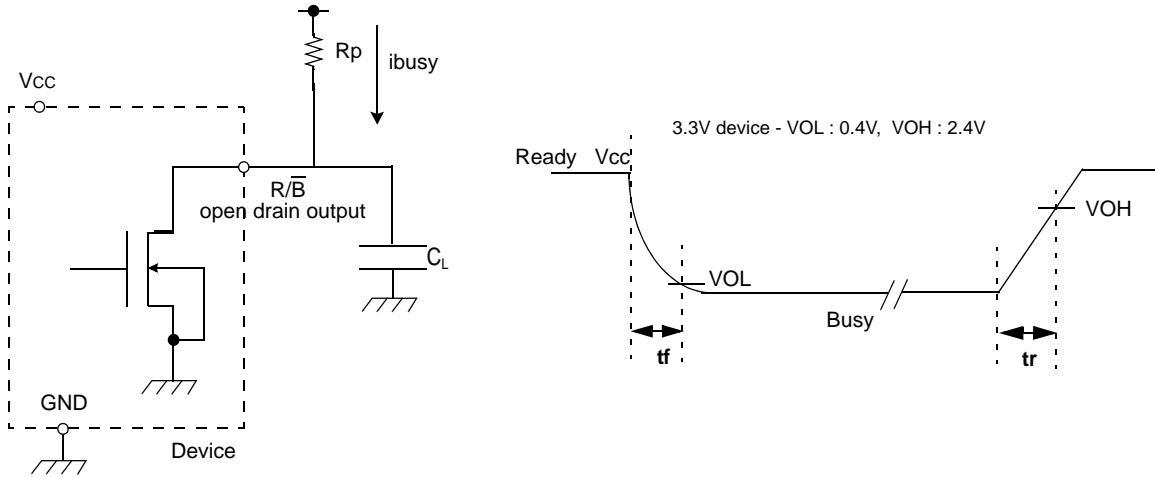 Rp
ibusy
VCC
R/B̅
open drain output
CL
GND
Device
3.3V device - VOL : 0.4V, VOH : 2.4V
Ready Vcc
VOH
VOL
Busy
tf
tr